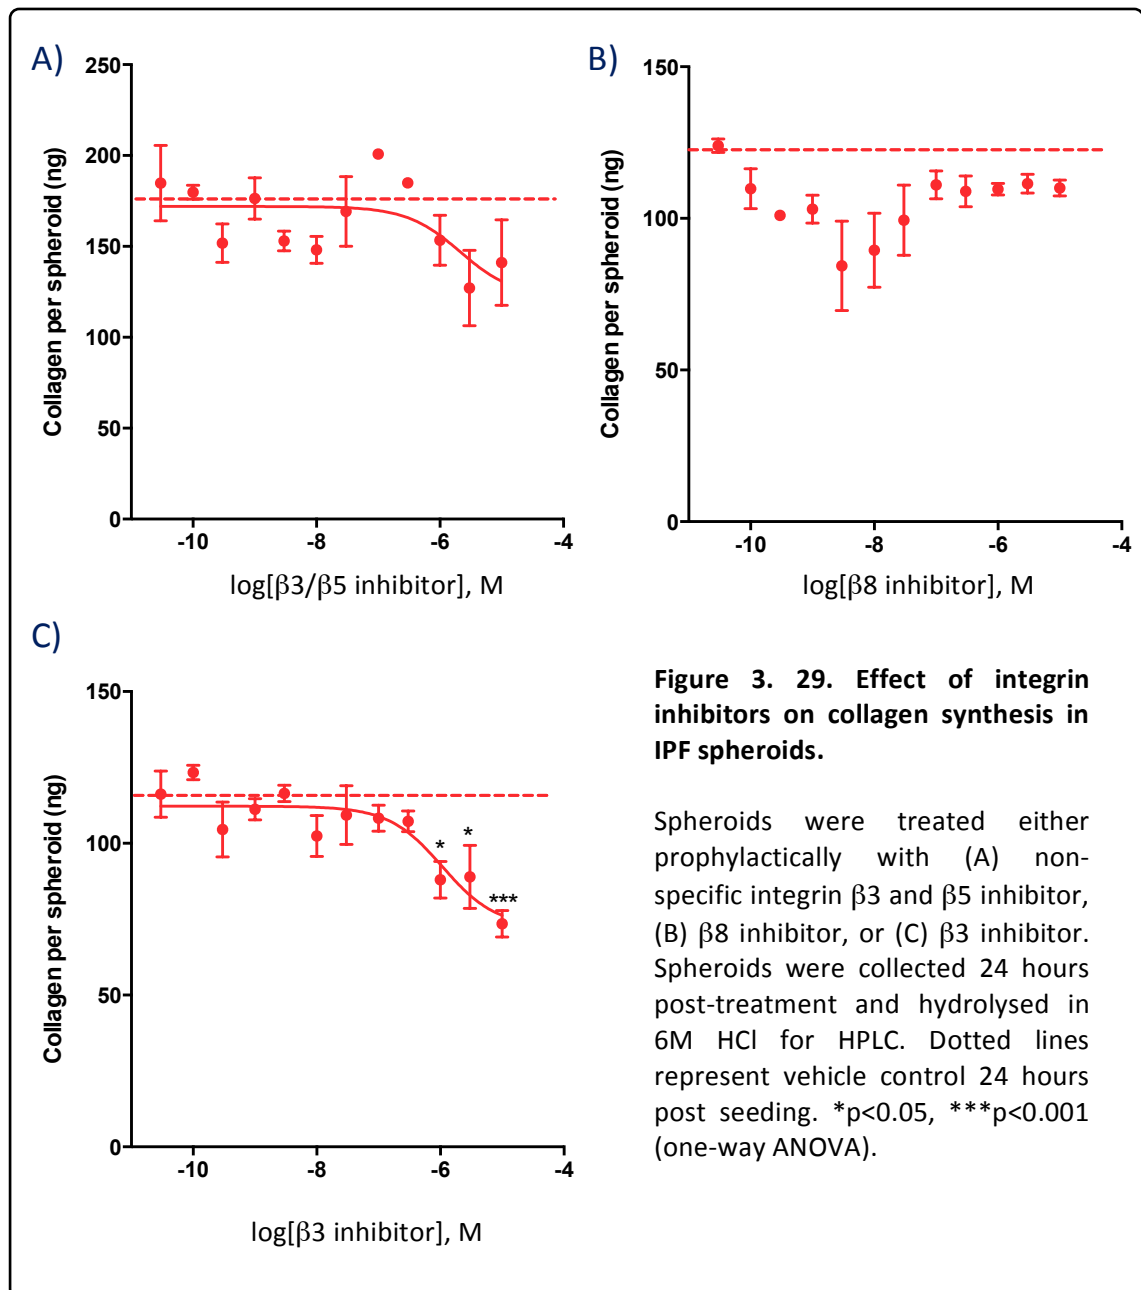 A)
250
200
150
100
50
0
Collagen per spheroid (ng)
-10
-8
-6
-4
log[β3/β5 inhibitor], M
B)
150
100
50
0
Collagen per spheroid (ng)
-10
-8
-6
-4
log[β8 inhibitor], M
C)
150
100
50
0
Collagen per spheroid (ng)
*
*
***
-10
-8
-6
-4
log[β3 inhibitor], M
Figure 3. 29. Effect of integrin
inhibitors on collagen synthesis in
IPF spheroids.
Spheroids were treated either
prophylactically with (A) non-
specific integrin β3 and β5 inhibitor,
(B) β8 inhibitor, or (C) β3 inhibitor.
Spheroids were collected 24 hours
post-treatment and hydrolysed in
6M HCl for HPLC. Dotted lines
represent vehicle control 24 hours
post seeding. *p<0.05, ***p<0.001
(one-way ANOVA).